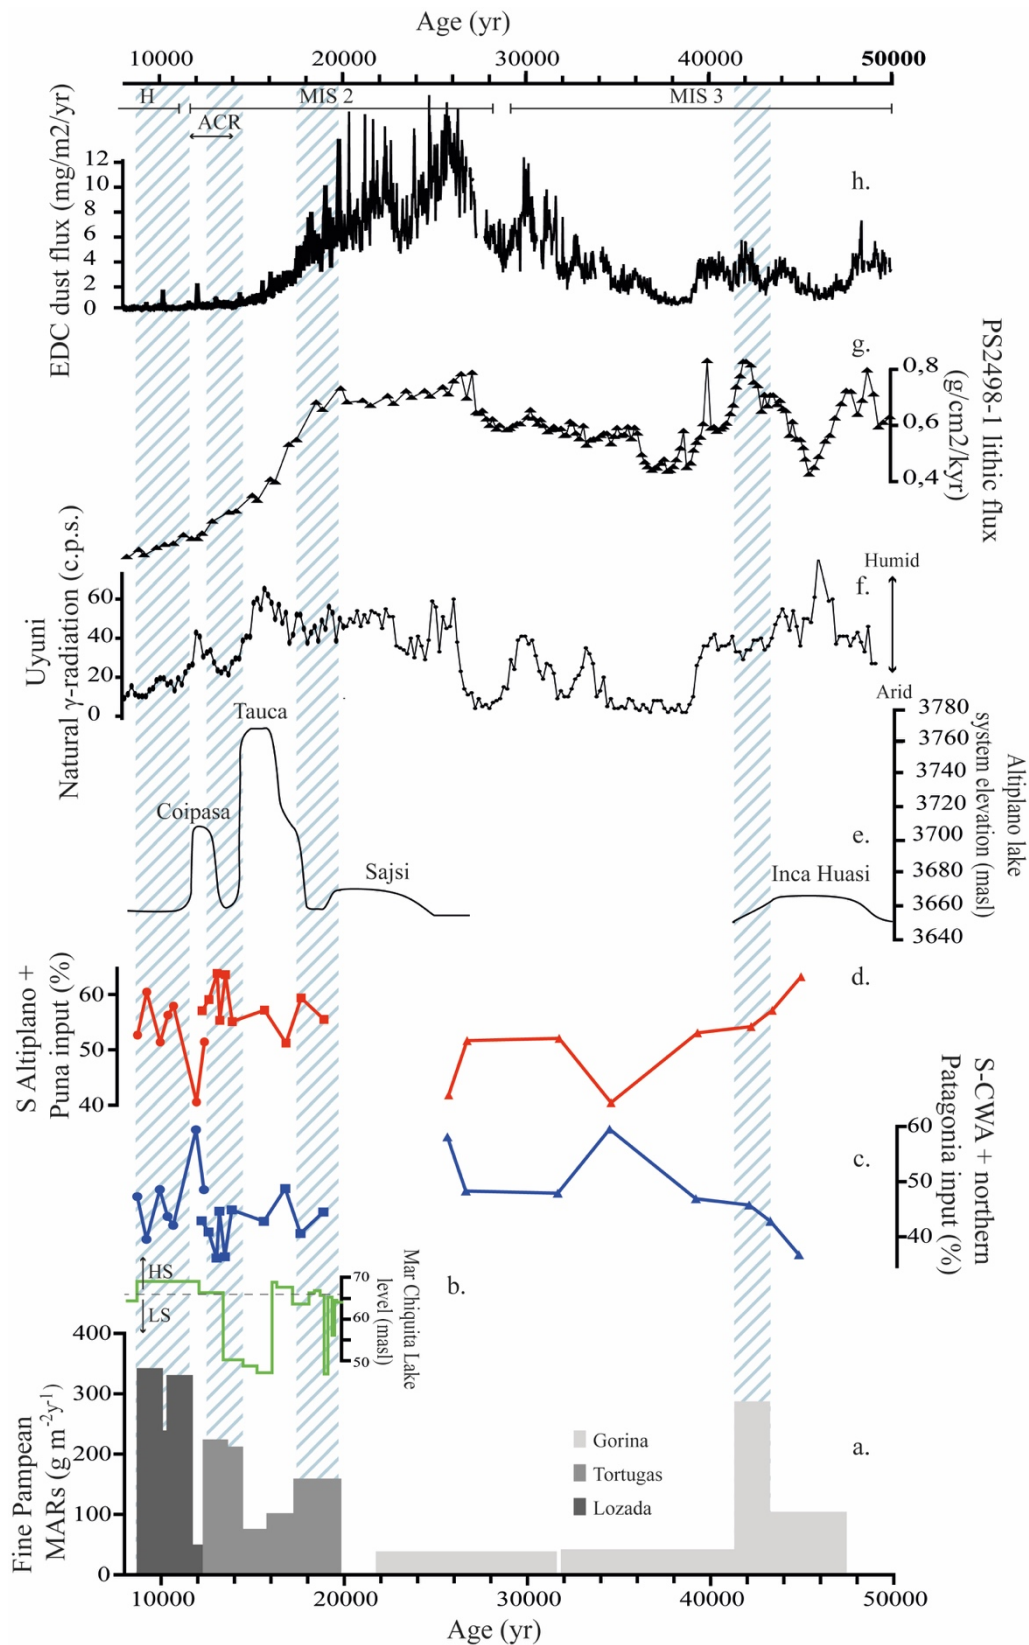 Age (yr)
10000 20000 30000 40000 50000
H MIS 2 MIS 3
ACR
EDC dust flux (mg/m2/yr)
12
10
8
6
4
2
0
h.
PS2498-1 lithic flux
(g/cm2/kyr)
g.
0,8
0,6
0,4
Uyuni
Natural γ-radiation (c.p.s.)
60
40
20
0
Humid
f.
Arid
Altiplano lake
system elevation (masl)
3780
3760
3740
3720
3700
3680
3660
3640
Tauca
Coipasa
Sajsi
Inca Huasi
e.
S Altiplano +
Puna input (%)
60
50
40
d.
S-CWA + northern
Patagonia input (%)
60
50
40
c.
HS
LS
70
60
50
Mar Chiquita Lake
level (masl)
b.
Fine Pampean
MARs (g m-2y-1)
400
300
200
100
0
a.
Gorina
Tortugas
Lozada
10000 20000 30000 40000 50000
Age (yr)